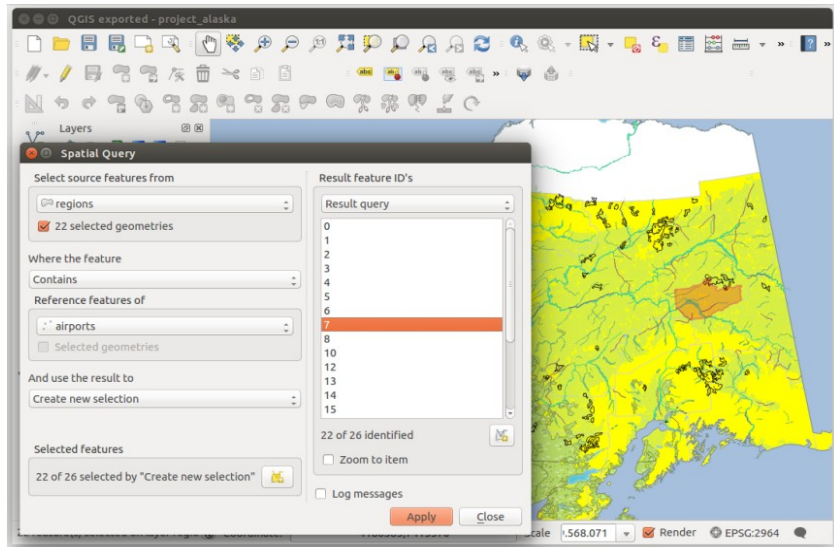 QGIS exported - project_alaska
Layers
Spatial Query
Select source features from
regions
22 selected geometries
Where the feature
Contains
Reference features of
airports
Selected geometries
And use the result to
Create new selection
Selected features
22 of 26 selected by "Create new selection"
Result feature ID's
Result query
0
1
2
3
4
5
6
7
8
10
12
13
14
15
22 of 26 identified
Zoom to item
Log messages
Apply
Close
Render
EPSG:2964